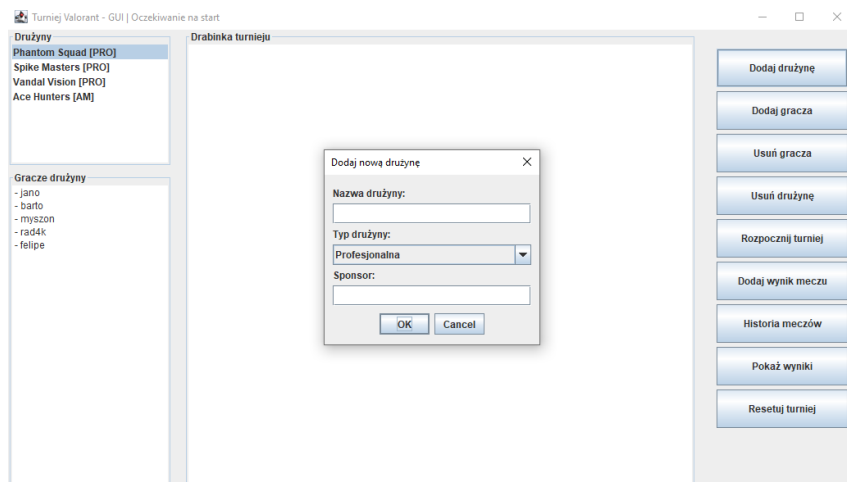 Turniej Valorant - GUI | Oczekiwanie na start
Drużyny
Phantom Squad [PRO]
Spike Masters [PRO]
Vandal Vision [PRO]
Ace Hunters [AM]
Gracze drużyny
- jano
- barto
- myszon
- rad4k
- felipe
Drabinka turnieju
Dodaj nową drużynę
Nazwa drużyny:
Typ drużyny:
Profesjonalna
Sponsor:
OK
Cancel
Dodaj drużynę
Dodaj gracza
Usuń gracza
Usuń drużynę
Rozpocznij turniej
Dodaj wynik meczu
Historia meczów
Pokaż wyniki
Resetuj turniej